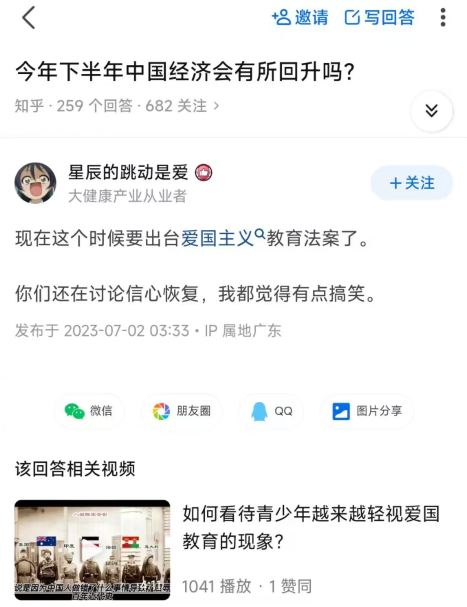 邀请 写回答
今年下半年中国经济会有所回升吗？
知乎 · 259 个回答 · 682 关注 >
星辰的跳动是爱
大健康产业从业者
+关注
现在这个时候要出台爱国主义教育法案了。
你们还在讨论信心恢复，我都觉得有点搞笑。
发布于 2023-07-02 03:33 · IP 属地广东
微信 朋友圈 QQ 图片分享
该回答相关视频
如何看待青少年越来越轻视爱国
教育的现象？
1041 播放 · 1 赞同